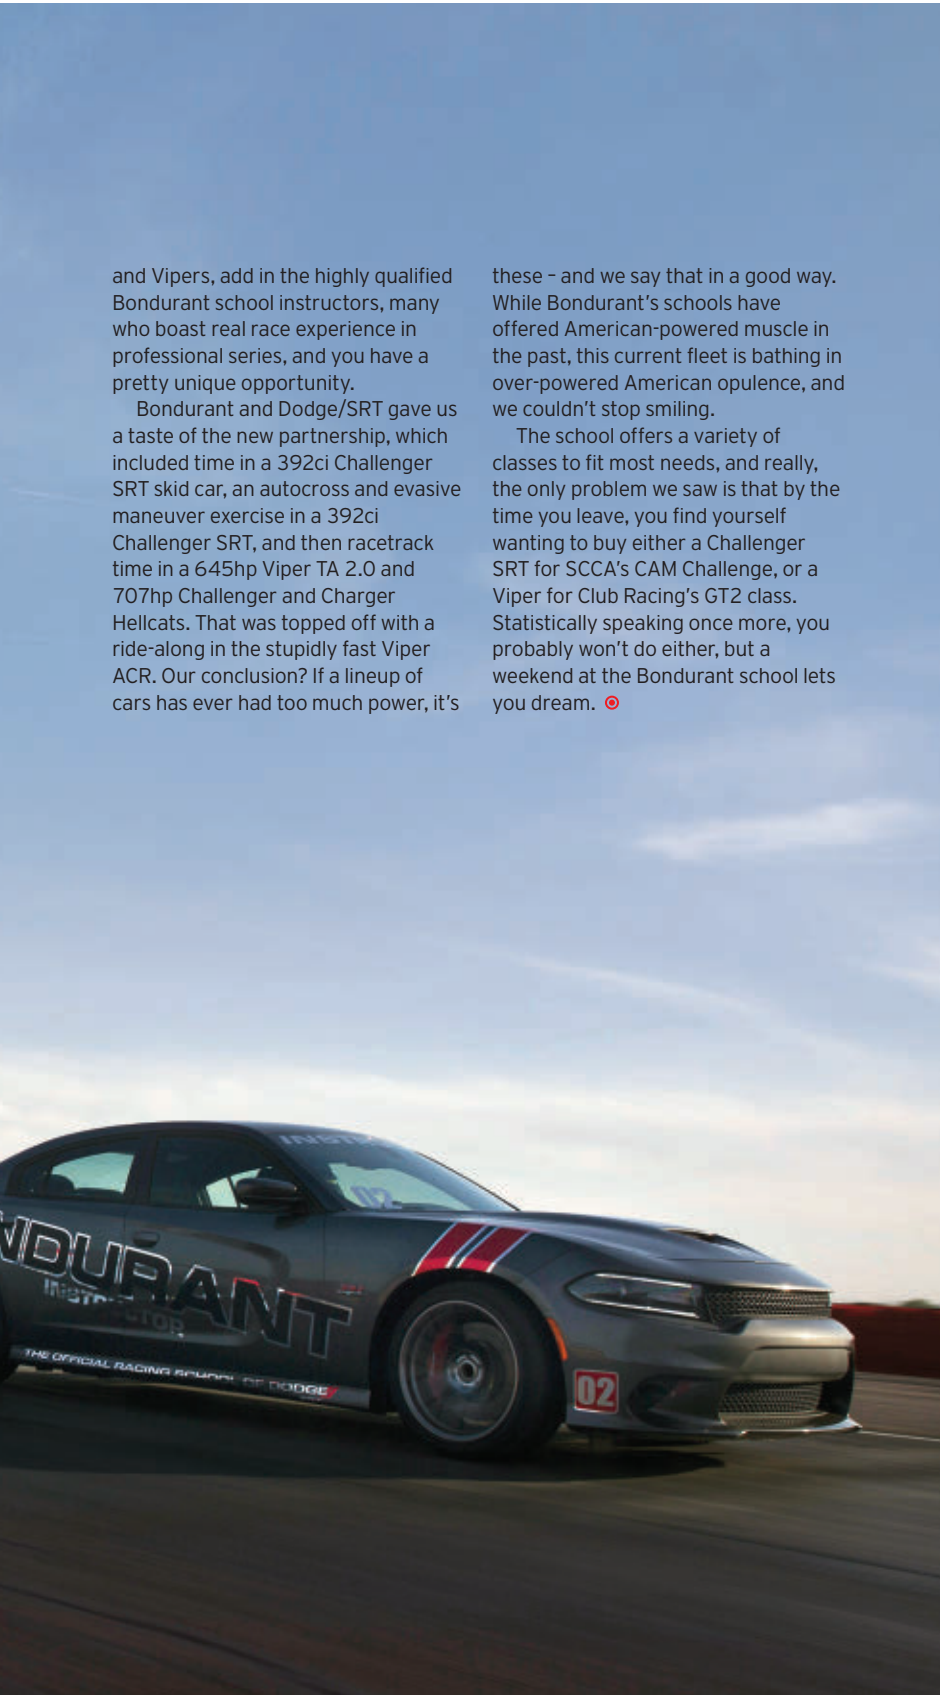 and Vipers, add in the highly qualified
Bondurant school instructors, many
who boast real race experience in
professional series, and you have a
pretty unique opportunity.
Bondurant and Dodge/SRT gave us
a taste of the new partnership, which
included time in a 392ci Challenger
SRT skid car, an autocross and evasive
maneuver exercise in a 392ci
Challenger SRT, and then racetrack
time in a 645hp Viper TA 2.0 and
707hp Challenger and Charger
Hellcats. That was topped off with a
ride-along in the stupidly fast Viper
ACR. Our conclusion? If a lineup of
cars has ever had too much power, it’s
these – and we say that in a good way.
While Bondurant’s schools have
offered American-powered muscle in
the past, this current fleet is bathing in
over-powered American opulence, and
we couldn’t stop smiling.
The school offers a variety of
classes to fit most needs, and really,
the only problem we saw is that by the
time you leave, you find yourself
wanting to buy either a Challenger
SRT for SCCA’s CAM Challenge, or a
Viper for Club Racing’s GT2 class.
Statistically speaking once more, you
probably won’t do either, but a
weekend at the Bondurant school lets
you dream.
02
NDURANT
INSTRUCTOR
THE OFFICIAL RACING SCHOOL OF DODGE
02